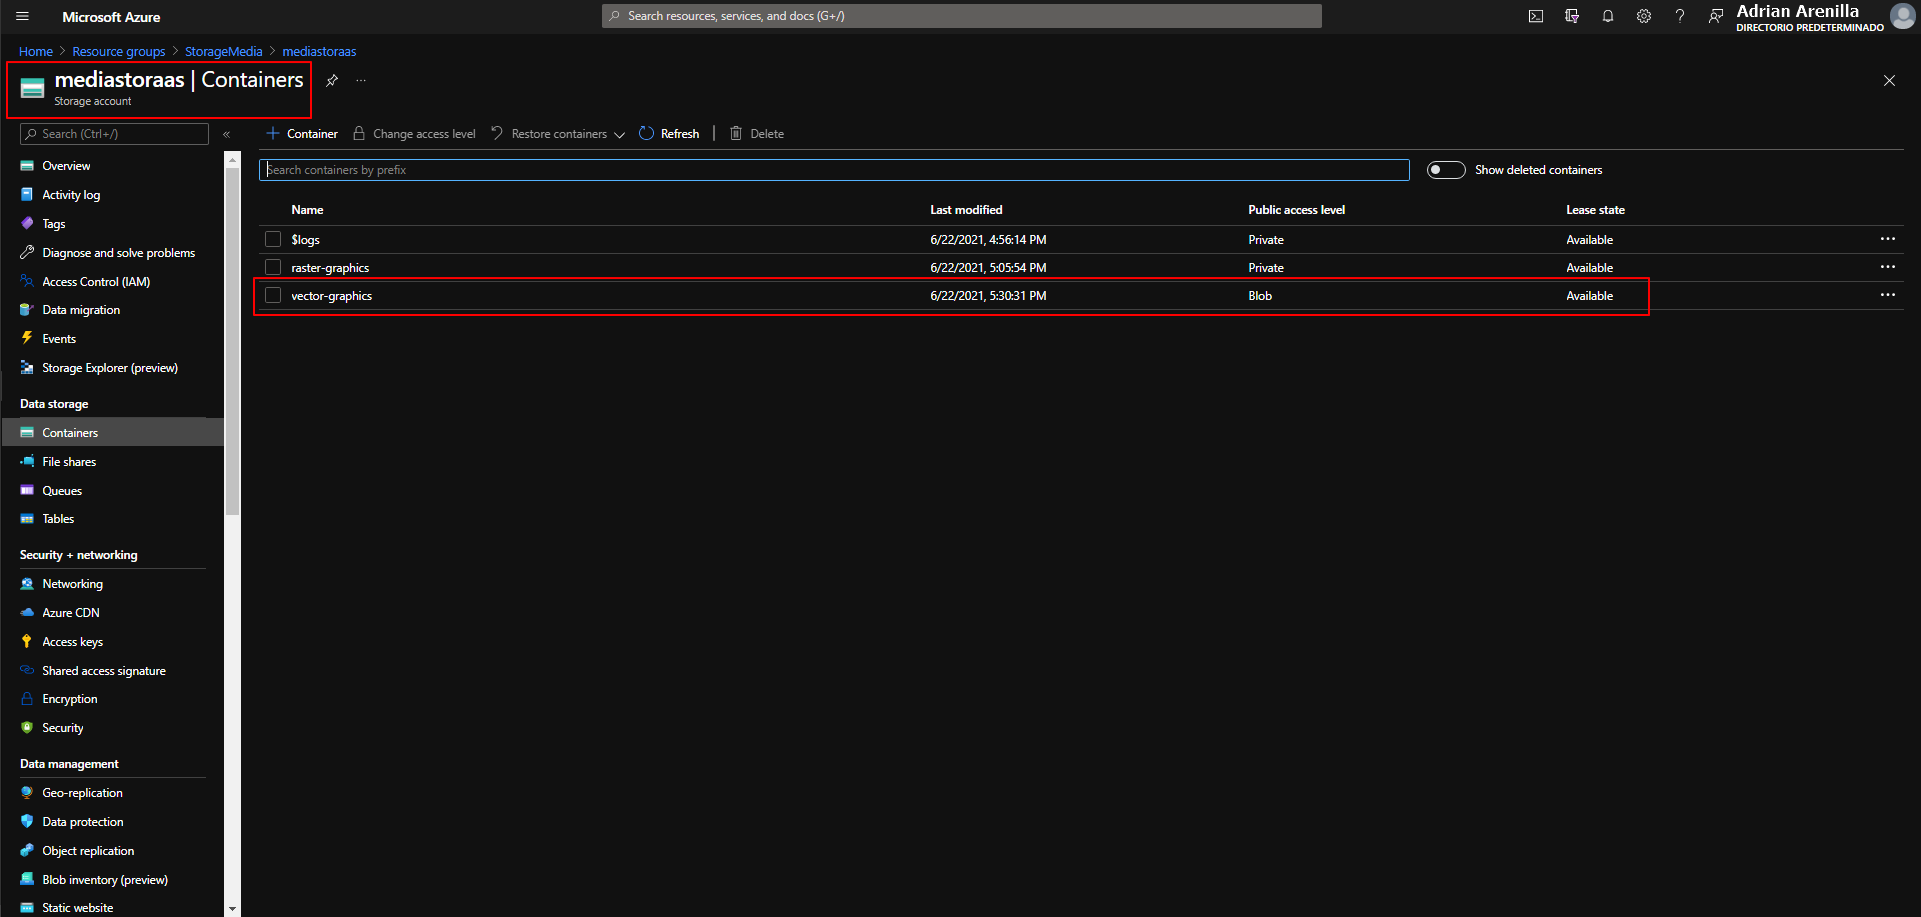 Microsoft Azure
Search resources, services, and docs (G+/)
Adrian Arenilla
DIRECTORIO PREDETERMINADO
Home > Resource groups > StorageMedia > mediastoraas
mediastoraas | Containers
Storage account
Search (Ctrl+/)
Overview
Activity log
Tags
Diagnose and solve problems
Access Control (IAM)
Data migration
Events
Storage Explorer (preview)
Data storage
Containers
File shares
Queues
Tables
Security + networking
Networking
Azure CDN
Access keys
Shared access signature
Encryption
Security
Data management
Geo-replication
Data protection
Object replication
Blob inventory (preview)
Static website
Container Change access level Restore containers Refresh Delete
Search containers by prefix
Show deleted containers
Name Last modified Public access level Lease state
$logs 6/22/2021, 4:56:14 PM Private Available
raster-graphics 6/22/2021, 5:05:54 PM Private Available
vector-graphics 6/22/2021, 5:30:31 PM Blob Available